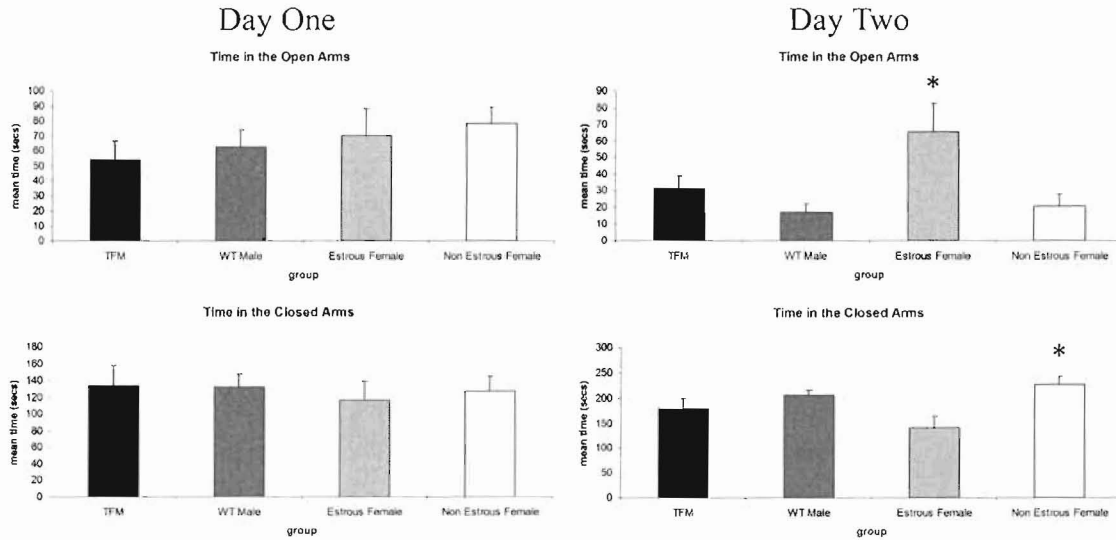 Day One
Time in the Open Arms
mean time (secs)
100
90
80
70
60
50
40
30
20
10
0
TFM
WT Male
Estrous Female
Non Estrous Female
group
Time in the Closed Arms
mean time (secs)
180
160
140
120
100
80
60
40
20
0
TFM
WT Male
Estrous Female
Non Estrous Female
group
Day Two
Time in the Open Arms
mean time (secs)
90
80
70
60
50
40
30
20
10
0
*
TFM
WT Male
Estrous Female
Non Estrous Female
group
Time in the Closed Arms
mean time (secs)
300
250
200
150
100
50
0
*
TFM
WT Male
Estrous Female
Non Estrous Female
group